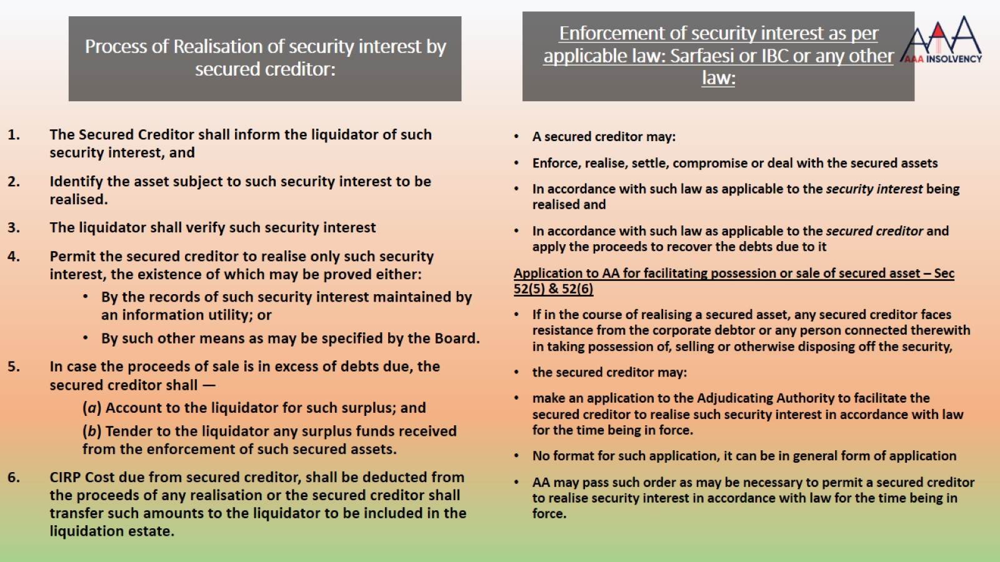 Process of Realisation of security interest by
secured creditor:
1. The Secured Creditor shall inform the liquidator of such
security interest, and
2. Identify the asset subject to such security interest to be
realised.
3. The liquidator shall verify such security interest
4. Permit the secured creditor to realise only such security
interest, the existence of which may be proved either:
• By the records of such security interest maintained by
an information utility; or
• By such other means as may be specified by the Board.
5. In case the proceeds of sale is in excess of debts due, the
secured creditor shall —
(a) Account to the liquidator for such surplus; and
(b) Tender to the liquidator any surplus funds received
from the enforcement of such secured assets.
6. CIRP Cost due from secured creditor, shall be deducted from
the proceeds of any realisation or the secured creditor shall
transfer such amounts to the liquidator to be included in the
liquidation estate.
Enforcement of security interest as per
applicable law: Sarfaesi or IBC or any other
law:
AAA
AAA INSOLVENCY
• A secured creditor may:
• Enforce, realise, settle, compromise or deal with the secured assets
• In accordance with such law as applicable to the security interest being
realised and
• In accordance with such law as applicable to the secured creditor and
apply the proceeds to recover the debts due to it
Application to AA for facilitating possession or sale of secured asset – Sec
52(5) & 52(6)
• If in the course of realising a secured asset, any secured creditor faces
resistance from the corporate debtor or any person connected therewith
in taking possession of, selling or otherwise disposing off the security,
• the secured creditor may:
• make an application to the Adjudicating Authority to facilitate the
secured creditor to realise such security interest in accordance with law
for the time being in force.
• No format for such application, it can be in general form of application
• AA may pass such order as may be necessary to permit a secured creditor
to realise security interest in accordance with law for the time being in
force.